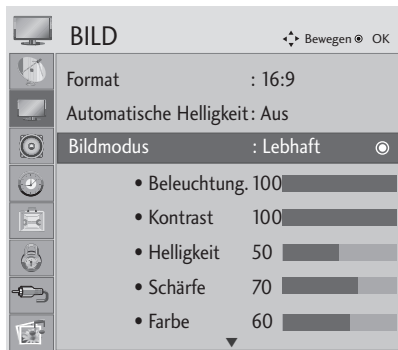 BILD Bewegen OK
Format : 16:9
Automatische Helligkeit : Aus
Bildmodus : Lebhaft
• Beleuchtung. 100
• Kontrast 100
• Helligkeit 50
• Schärfe 70
• Farbe 60